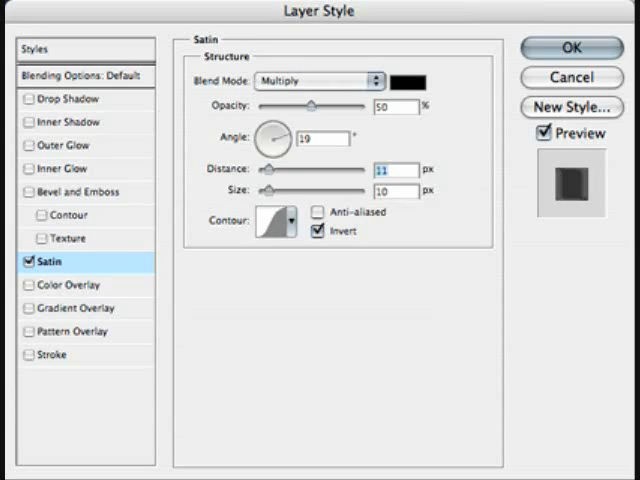 Layer Style
Styles
Blending Options: Default
Drop Shadow
Inner Shadow
Outer Glow
Inner Glow
Bevel and Emboss
Contour
Texture
Satin
Color Overlay
Gradient Overlay
Pattern Overlay
Stroke
Satin
Structure
Blend Mode: Multiply
Opacity: 50 %
Angle: 19 °
Distance: 11 px
Size: 10 px
Contour:
Anti-aliased
Invert
OK
Cancel
New Style...
Preview